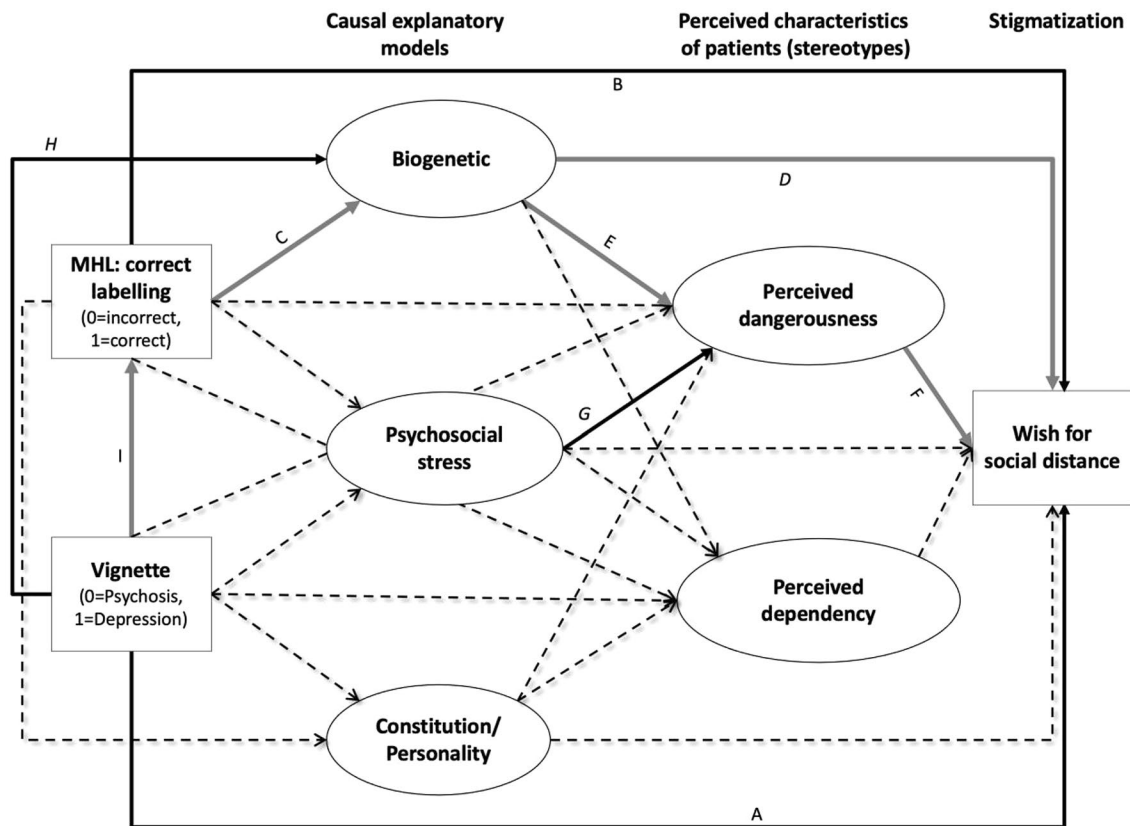 Causal explanatory
models
Perceived characteristics
of patients (stereotypes)
Stigmatization
B
H
Biogenetic
D
C
E
MHL: correct
labelling
(0=incorrect,
1=correct)
Perceived
dangerousness
F
G
I
Psychosocial
stress
Wish for
social distance
Vignette
(0=Psychosis,
1=Depression)
Perceived
dependency
Constitution/
Personality
A